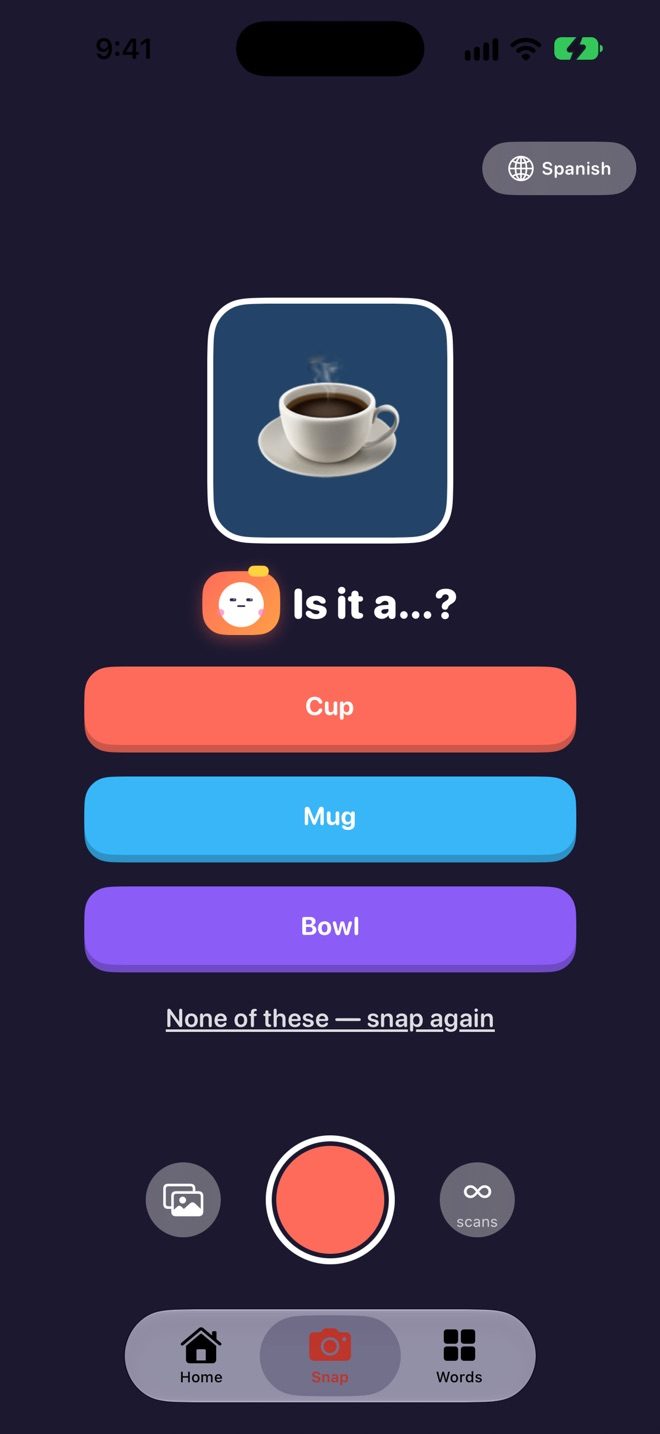 9:41
Spanish
Is it a...?
Cup
Mug
Bowl
None of these — snap again
scans
Home
Snap
Words